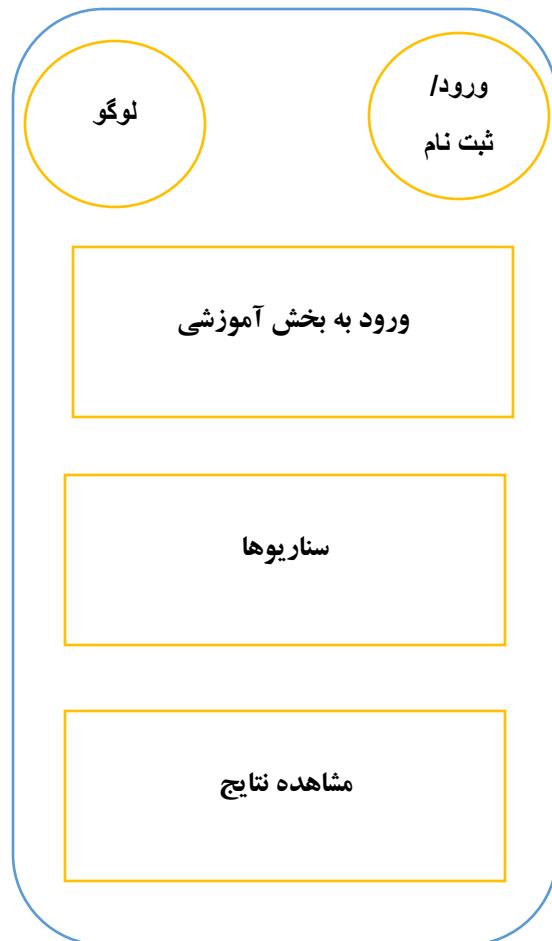 ورود/
ثبت نام
لوگو
ورود به بخش آموزشی
سناریوها
مشاهده نتایج